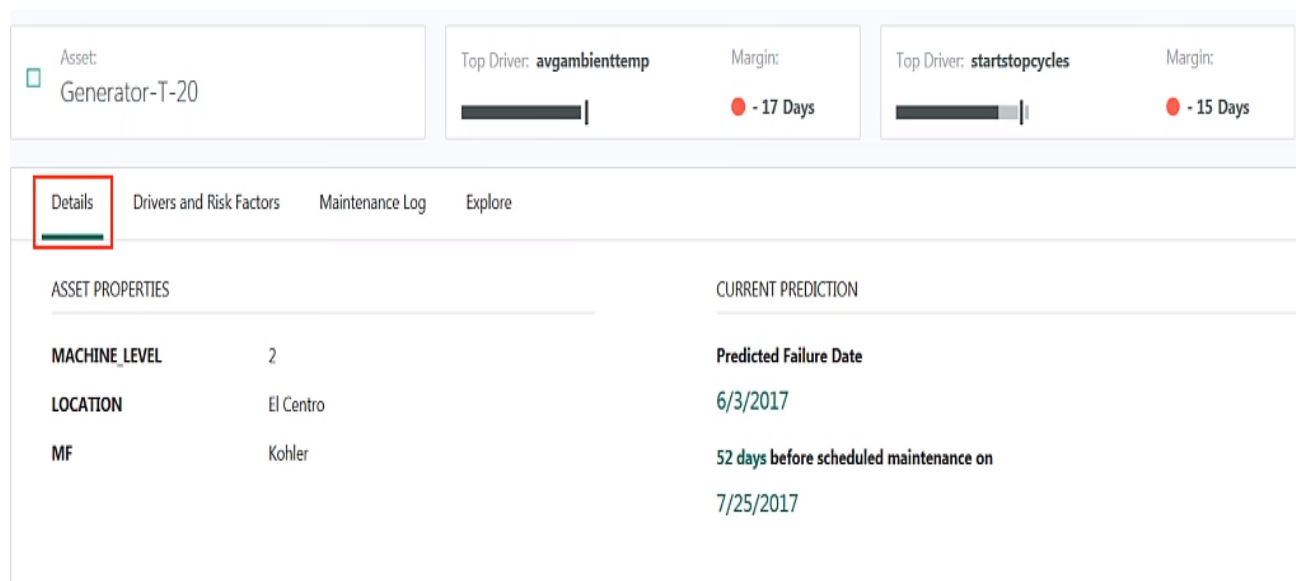 Asset:
Generator-T-20
Top Driver: avgambienttemp
Margin:
- 17 Days
Top Driver: startstopcycles
Margin:
- 15 Days
Details
Drivers and Risk Factors
Maintenance Log
Explore
ASSET PROPERTIES
MACHINE_LEVEL 2
LOCATION El Centro
MF Kohler
CURRENT PREDICTION
Predicted Failure Date
6/3/2017
52 days before scheduled maintenance on
7/25/2017